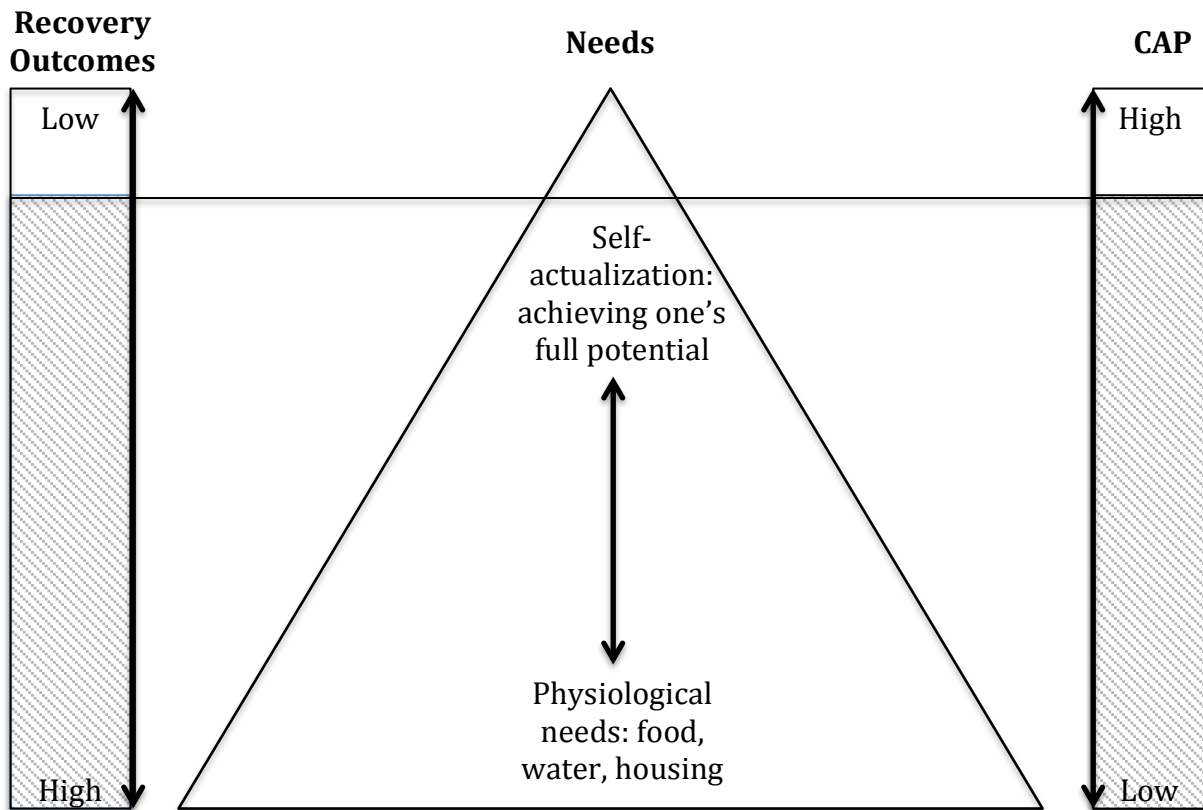 Recovery
Outcomes
Needs
CAP
Low
High
Self-
actualization:
achieving one’s
full potential
Physiological
needs: food,
water, housing
High
Low